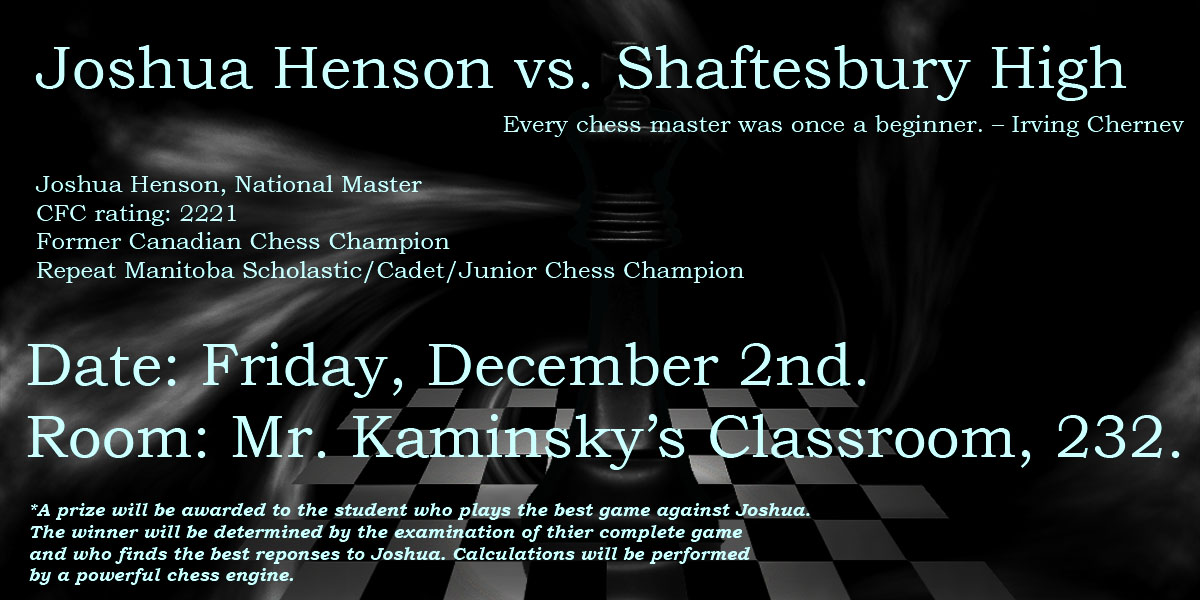 Joshua Henson vs. Shaftesbury High
Every chess master was once a beginner. – Irving Chernev
Joshua Henson, National Master
CFC rating: 2221
Former Canadian Chess Champion
Repeat Manitoba Scholastic/Cadet/Junior Chess Champion
Date: Friday, December 2nd.
Room: Mr. Kaminsky’s Classroom, 232.
*A prize will be awarded to the student who plays the best game against Joshua.
The winner will be determined by the examination of thier complete game
and who finds the best reponses to Joshua. Calculations will be performed
by a powerful chess engine.